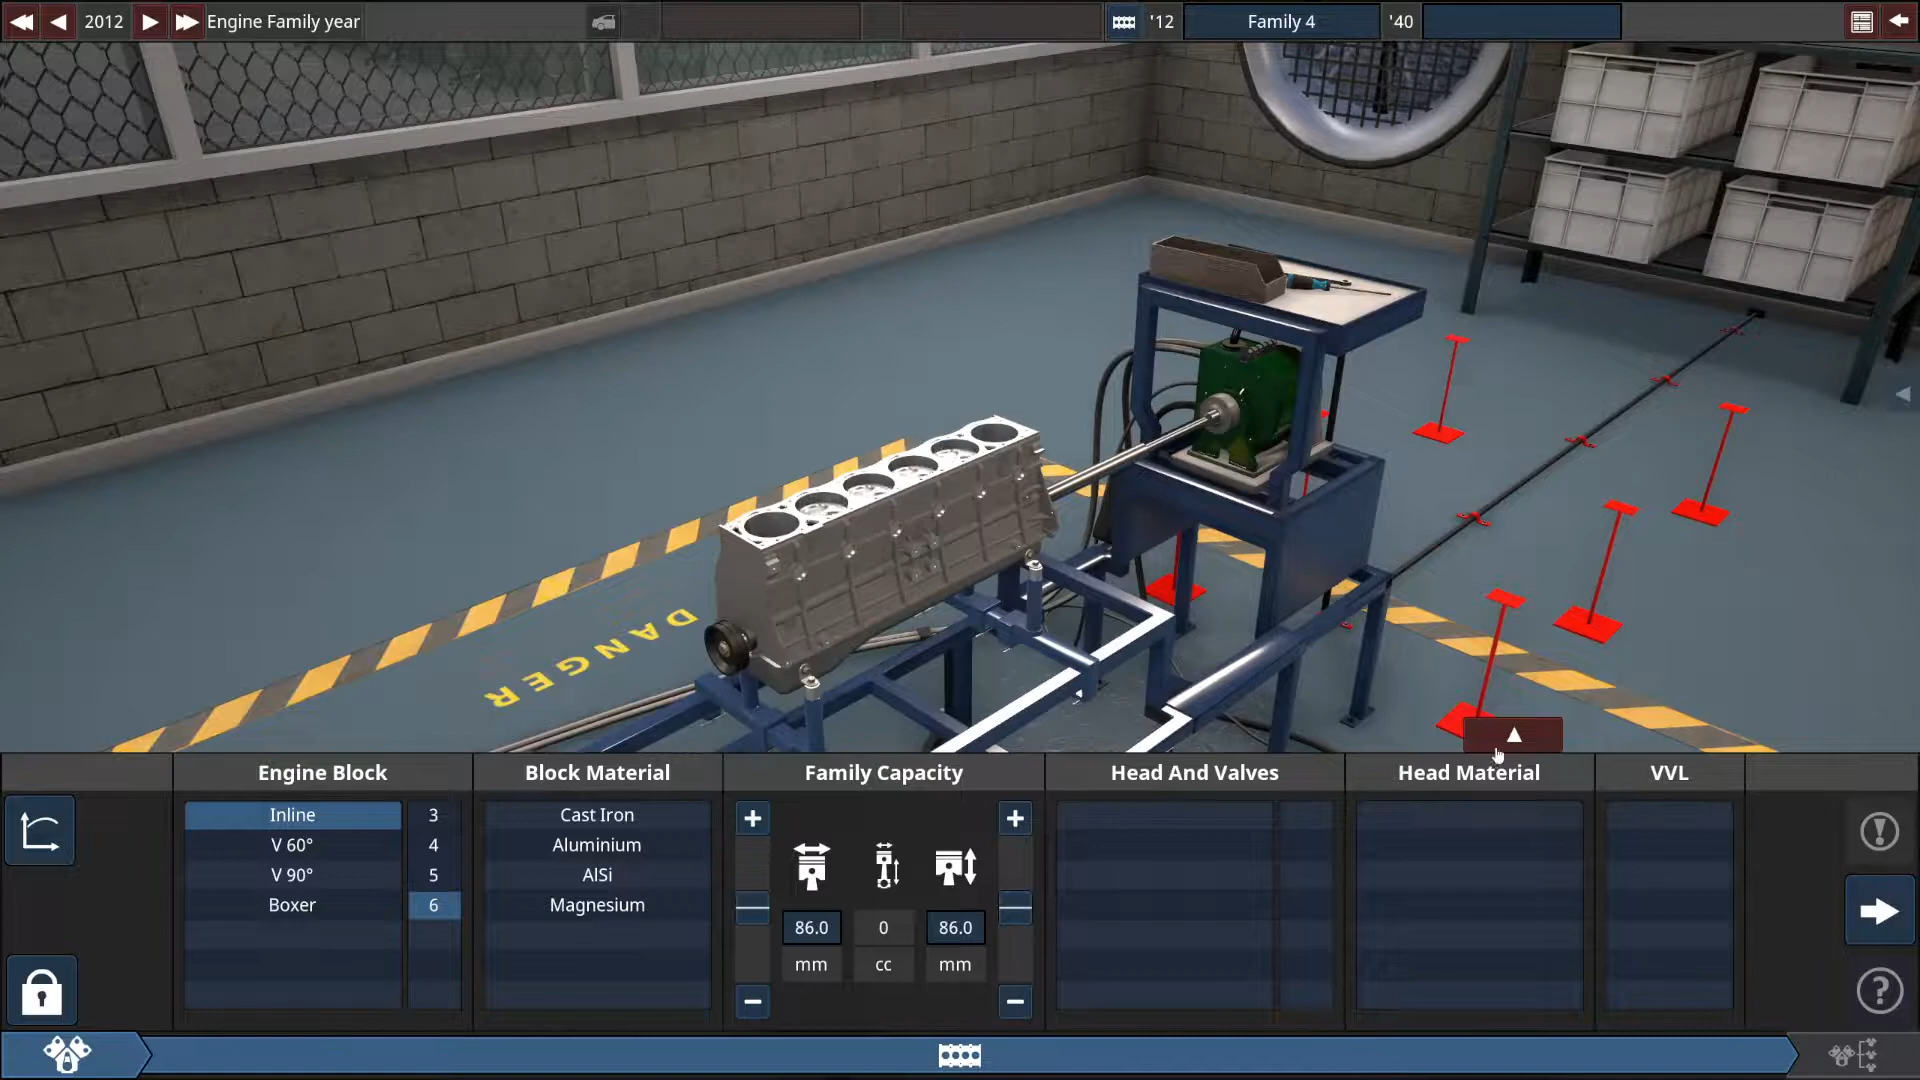 2012 Engine Family year '12 Family 4 '40
DANGER
Engine Block Block Material Family Capacity Head And Valves Head Material VVL
Inline 3 Cast Iron
V 60° 4 Aluminium
V 90° 5 AlSi
Boxer 6 Magnesium
86.0 0 86.0
mm cc mm